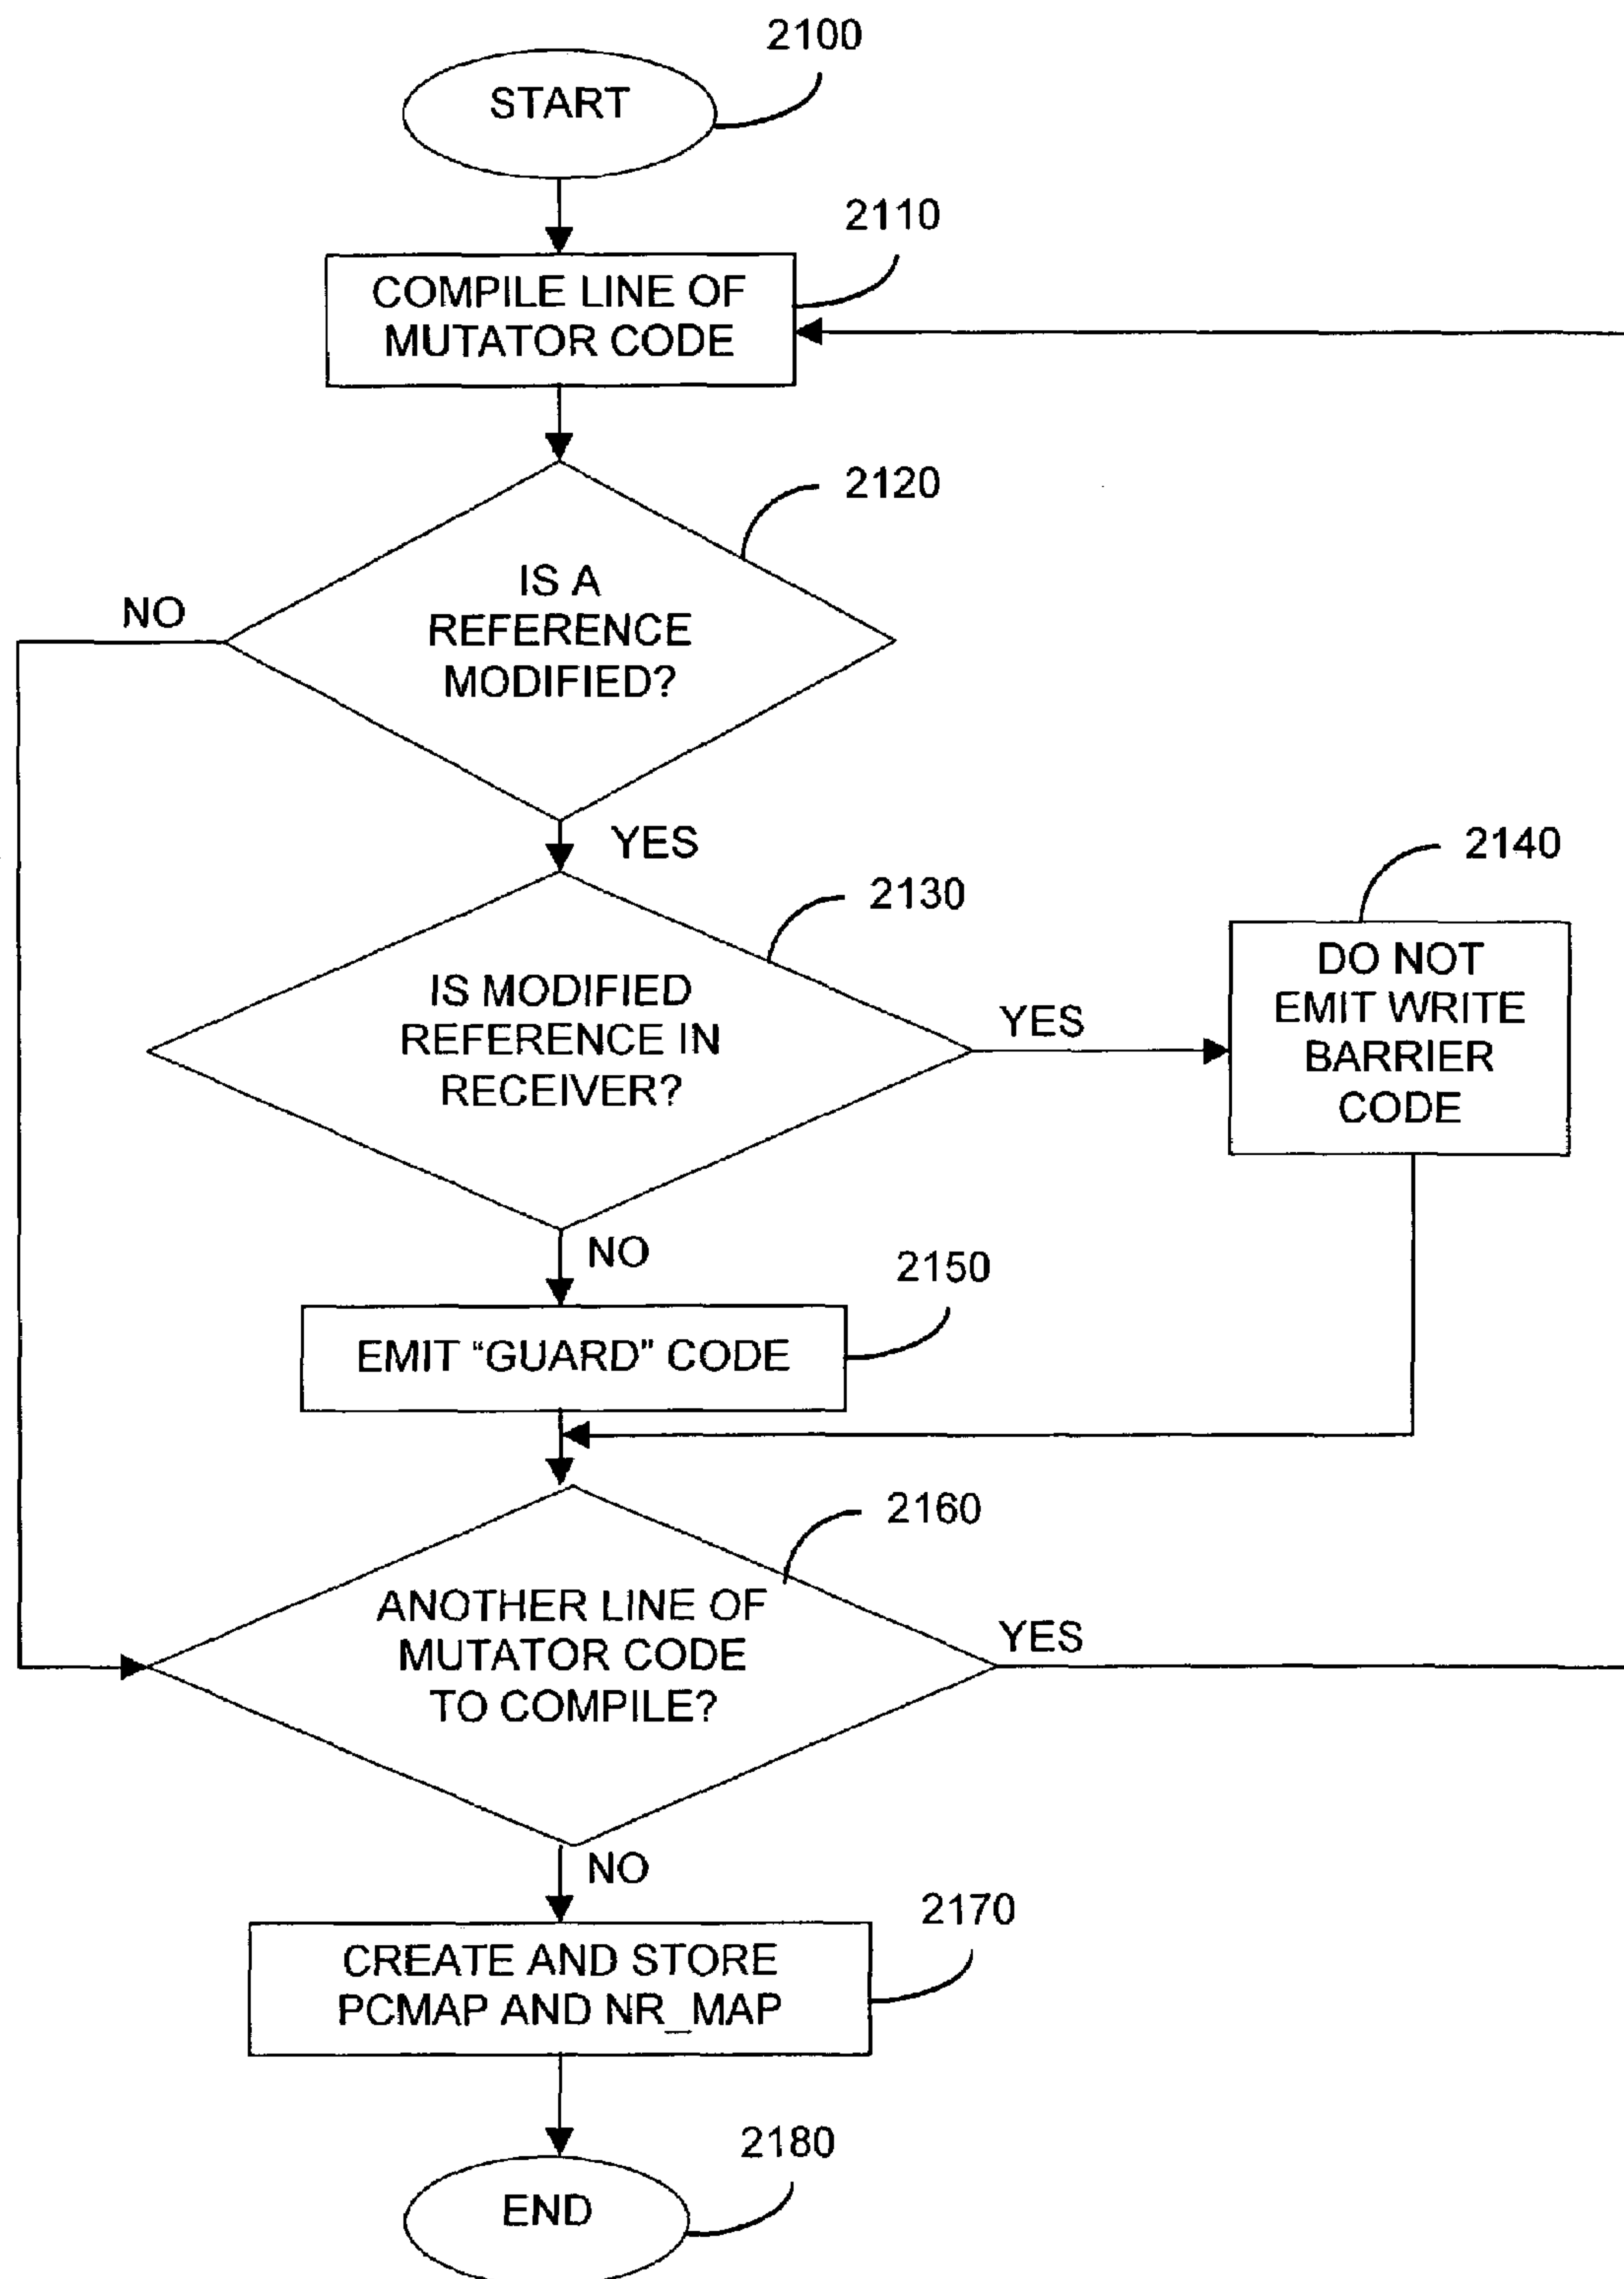 2100
START
2110
COMPILE LINE OF
MUTATOR CODE
2120
IS A
REFERENCE
MODIFIED?
NO
YES
2130
2140
IS MODIFIED
REFERENCE IN
RECEIVER?
YES
DO NOT
EMIT WRITE
BARRIER
CODE
NO
2150
EMIT “GUARD” CODE
2160
ANOTHER LINE OF
MUTATOR CODE
TO COMPILE?
YES
NO
2170
CREATE AND STORE
PCMAP AND NR_MAP
2180
END